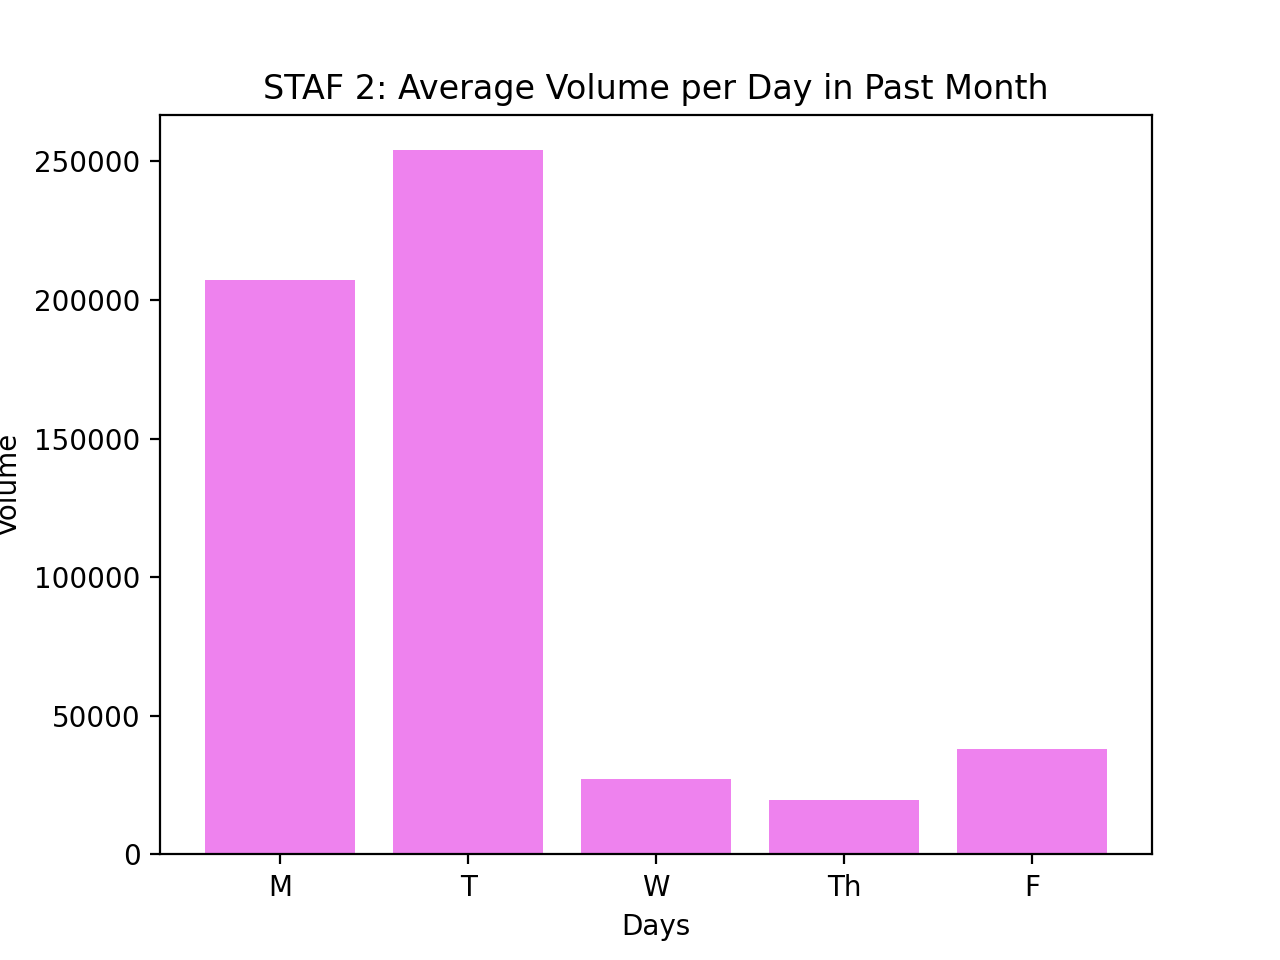 STAF 2: Average Volume per Day in Past Month
250000
200000
150000
100000
50000
0
Volume
M T W Th F
Days